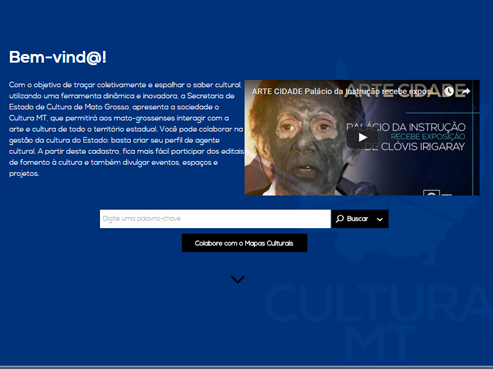 Bem-vind@!
Com o objetivo de traçar coletivamente e espalhar o saber cultural,
utilizando uma ferramenta dinâmica e inovadora, a Secretaria de
Estado de Cultura de Mato Grosso, apresenta a sociedade o
Cultura MT, que permitirá aos mato-grossenses interagir com a
arte e cultura de todo o território estadual. Você pode colaborar na
gestão da cultura do Estado: basta criar seu perfil de agente
cultural. A partir deste cadastro, fica mais fácil participar dos editais
de fomento à cultura e também divulgar eventos, espaços e
projetos.
ARTE CIDADE Palácio da Instrução recebe exposi...
ARTE CIDADE
PALÁCIO DA INSTRUÇÃO
RECEBE EXPOSIÇÃO
DE CLÓVIS IRIGARAY
Digite uma palavra-chave
Buscar
Colabore com o Mapas Culturais
CULTURA
MT